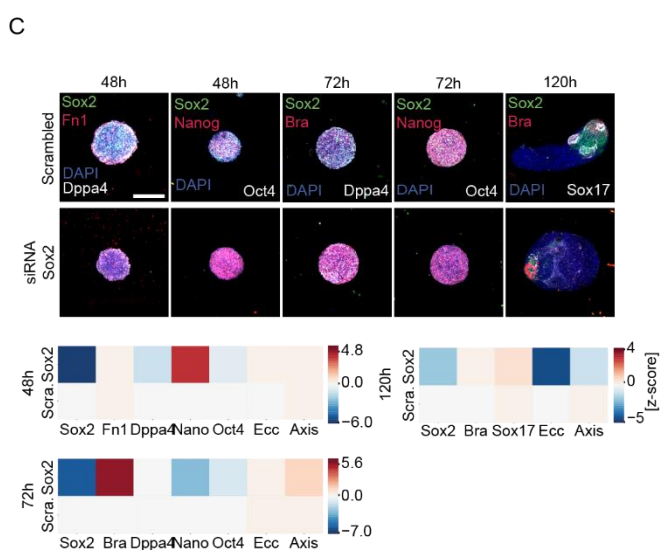 C
48h 48h 72h 72h 120h
Scrambled
Sox2 Sox2 Sox2 Sox2 Sox2
Fn1 Nanog Bra Nanog Bra
DAPI DAPI DAPI DAPI DAPI
Dppa4 Oct4 Dppa4 Oct4 Sox17
siRNA
Sox2
48h
Scra. Sox2
4.8
0.0
-6.0
Sox2 Fn1 Dppa4 Nano Oct4 Ecc Axis
120h
Scra. Sox2
4
0.0
-5
[z-score]
Sox2 Bra Sox17 Ecc Axis
72h
Scra. Sox2
5.6
0.0
-7.0
Sox2 Bra Dppa4 Nano Oct4 Ecc Axis